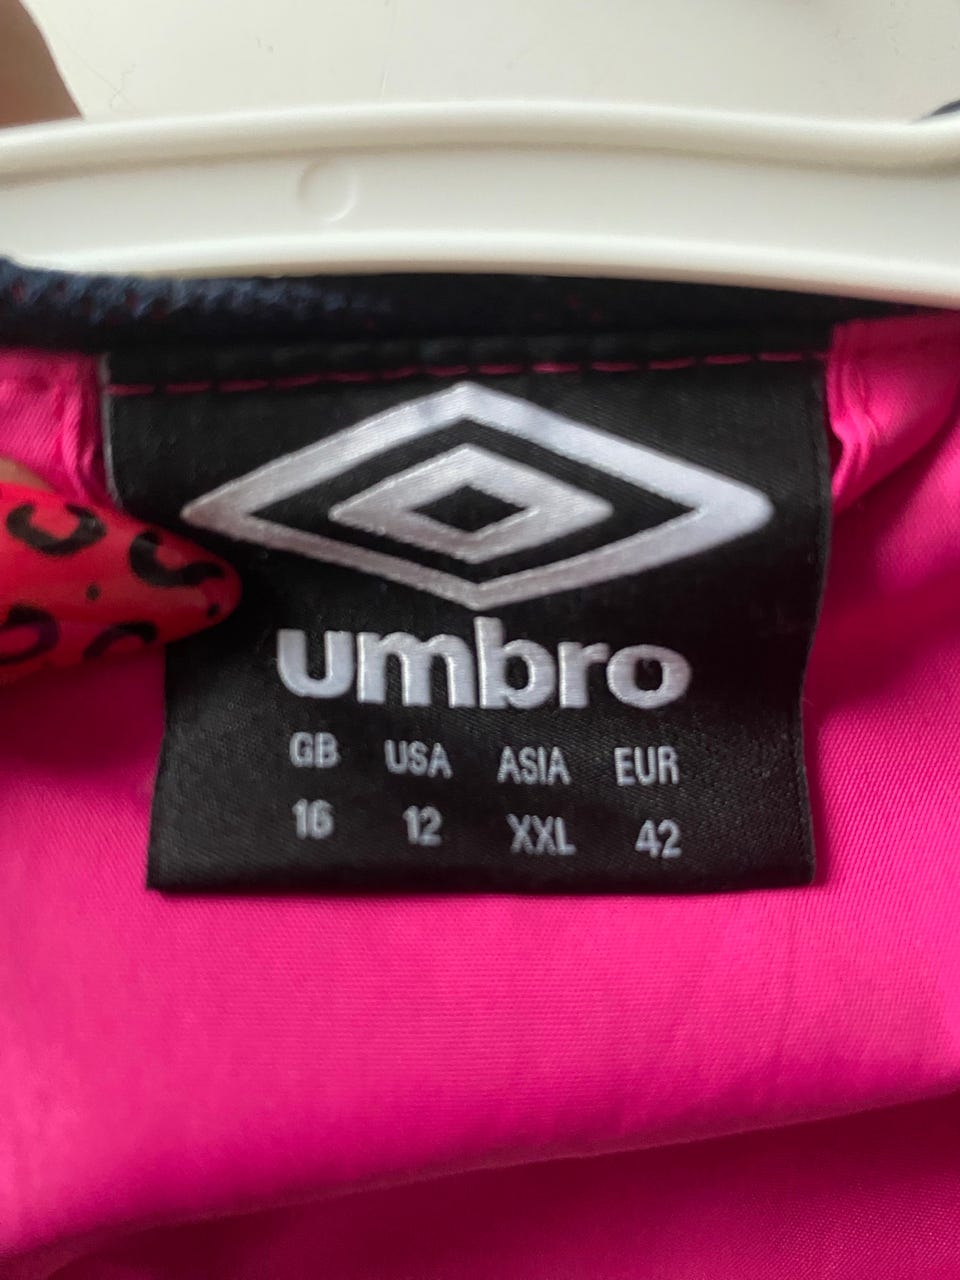 umbro
GB USA ASIA EUR
16 12 XXL 42